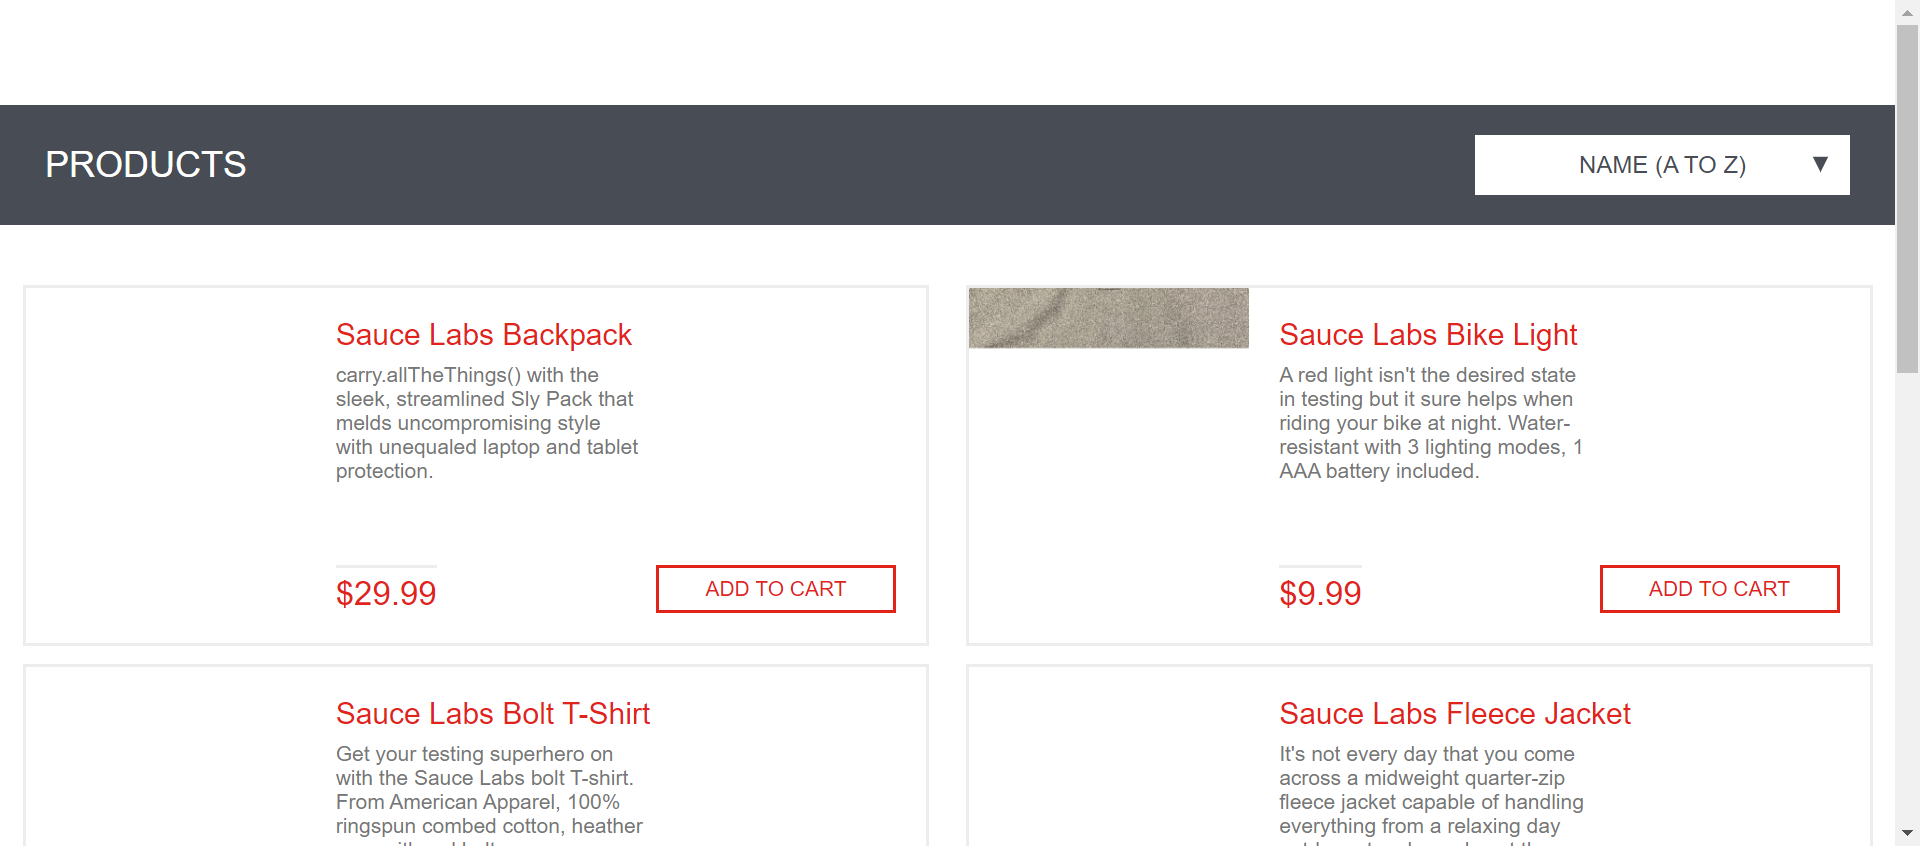 PRODUCTS
NAME (A TO Z)
Sauce Labs Backpack
carry.allTheThings() with the
sleek, streamlined Sly Pack that
melds uncompromising style
with unequaled laptop and tablet
protection.
$29.99
ADD TO CART
Sauce Labs Bike Light
A red light isn't the desired state
in testing but it sure helps when
riding your bike at night. Water-
resistant with 3 lighting modes, 1
AAA battery included.
$9.99
ADD TO CART
Sauce Labs Bolt T-Shirt
Get your testing superhero on
with the Sauce Labs bolt T-shirt.
From American Apparel, 100%
ringspun combed cotton, heather
Sauce Labs Fleece Jacket
It's not every day that you come
across a midweight quarter-zip
fleece jacket capable of handling
everything from a relaxing day